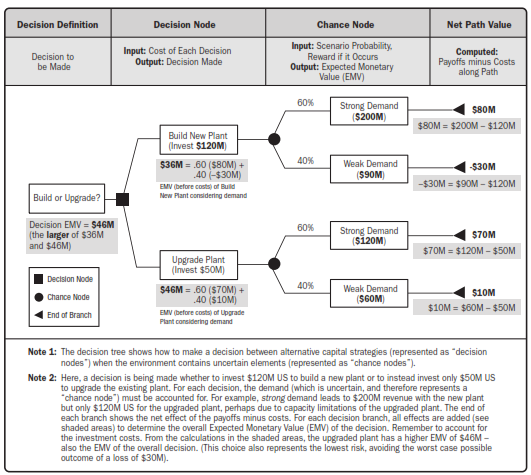 Decision Definition
Decision Node
Chance Node
Net Path Value
Decision to
be Made
Input: Cost of Each Decision
Output: Decision Made
Input: Scenario Probability,
Reward if it Occurs
Output: Expected Monetary
Value (EMV)
Computed:
Payoffs minus Costs
along Path
60%
Strong Demand
($200M)
$80M
$80M = $200M – $120M
Build New Plant
(Invest $120M)
$36M = .60 ($80M) +
.40 (–$30M)
EMV (before costs) of Build
New Plant considering demand
40%
Weak Demand
($90M)
-$30M
–$30M = $90M – $120M
Build or Upgrade?
Decision EMV = $46M
(the larger of $36M
and $46M)
60%
Strong Demand
($120M)
$70M
$70M = $120M – $50M
Upgrade Plant
(Invest $50M)
$46M = .60 ($70M) +
.40 ($10M)
EMV (before costs) of Upgrade
Plant considering demand
40%
Weak Demand
($60M)
$10M
$10M = $60M – $50M
Decision Node
Chance Node
End of Branch
Note 1: The decision tree shows how to make a decision between alternative capital strategies (represented as “decision
nodes”) when the environment contains uncertain elements (represented as “chance nodes”).
Note 2: Here, a decision is being made whether to invest $120M US to build a new plant or to instead invest only $50M US
to upgrade the existing plant. For each decision, the demand (which is uncertain, and therefore represents a
“chance node”) must be accounted for. For example, strong demand leads to $200M revenue with the new plant
but only $120M US for the upgraded plant, perhaps due to capacity limitations of the upgraded plant. The end of
each branch shows the net effect of the payoffs minus costs. For each decision branch, all effects are added (see
shaded areas) to determine the overall Expected Monetary Value (EMV) of the decision. Remember to account for
the investment costs. From the calculations in the shaded areas, the upgraded plant has a higher EMV of $46M –
also the EMV of the overall decision. (This choice also represents the lowest risk, avoiding the worst case possible
outcome of a loss of $30M).